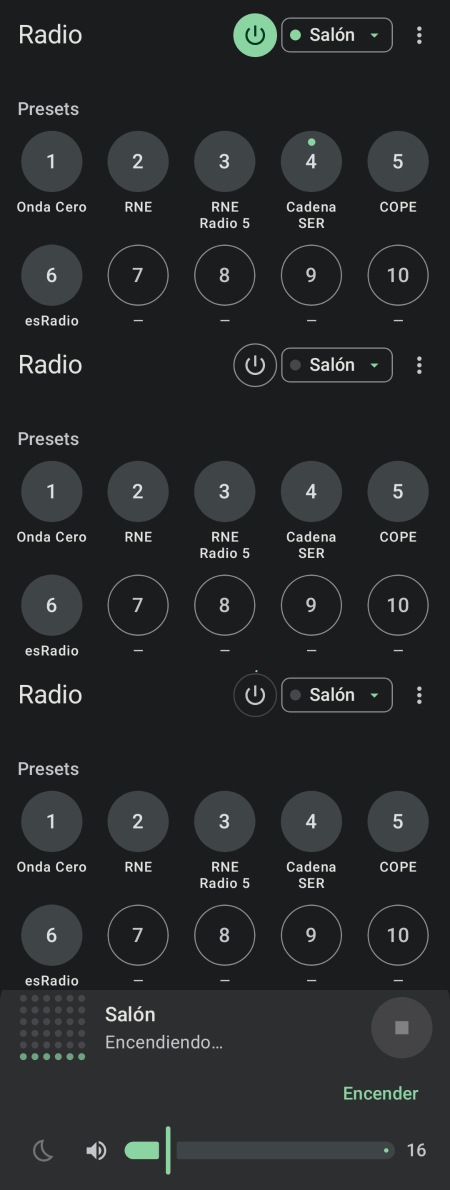 Radio
Salón
Presets
1 2 3 4 5
Onda Cero RNE RNE Cadena COPE
Radio 5 SER
6 7 8 9 10
esRadio – – – –
Radio
Salón
Presets
1 2 3 4 5
Onda Cero RNE RNE Cadena COPE
Radio 5 SER
6 7 8 9 10
esRadio – – – –
Radio
Salón
Presets
1 2 3 4 5
Onda Cero RNE RNE Cadena COPE
Radio 5 SER
6 7 8 9 10
esRadio – – – –
Salón
Encendiendo…
Encender
16